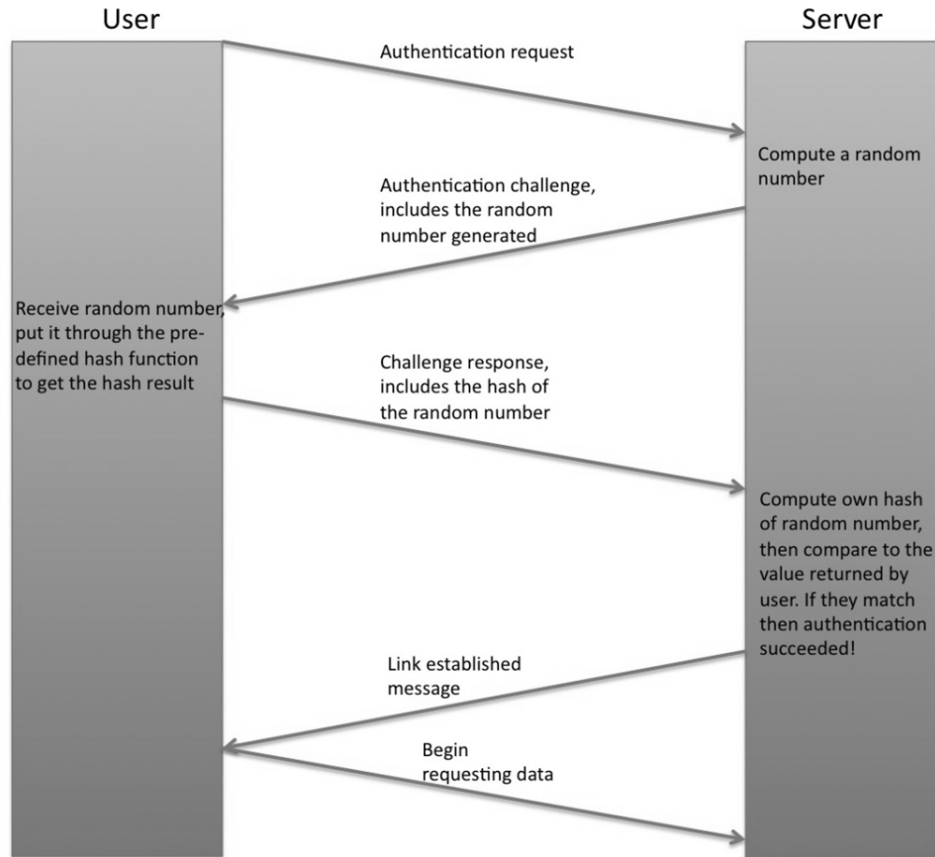 User
Server
Authentication request
Compute a random
number
Authentication challenge,
includes the random
number generated
Receive random number,
put it through the pre-
defined hash function
to get the hash result
Challenge response,
includes the hash of
the random number
Compute own hash
of random number,
then compare to the
value returned by
user. If they match
then authentication
succeeded!
Link established
message
Begin
requesting data